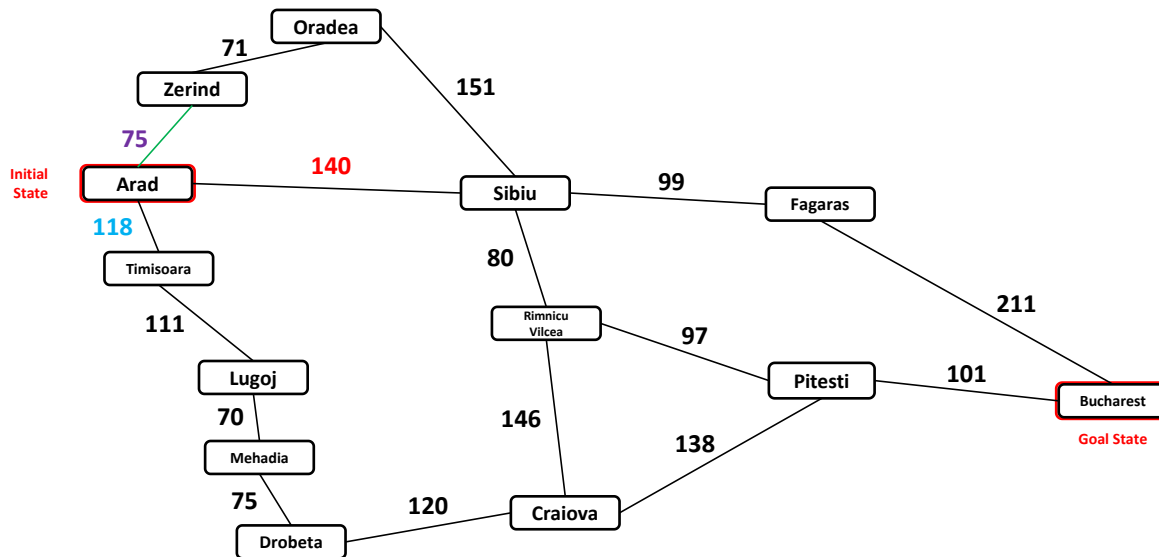 Oradea
71
Zerind
151
75
Initial
State
Arad
140
Sibiu
99
Fagaras
118
Timisoara
80
111
Rimnicu
Vilcea
97
211
Lugoj
Pitesti
101
Bucharest
Goal State
70
146
138
Mehadia
75
120
Craiova
Drobeta